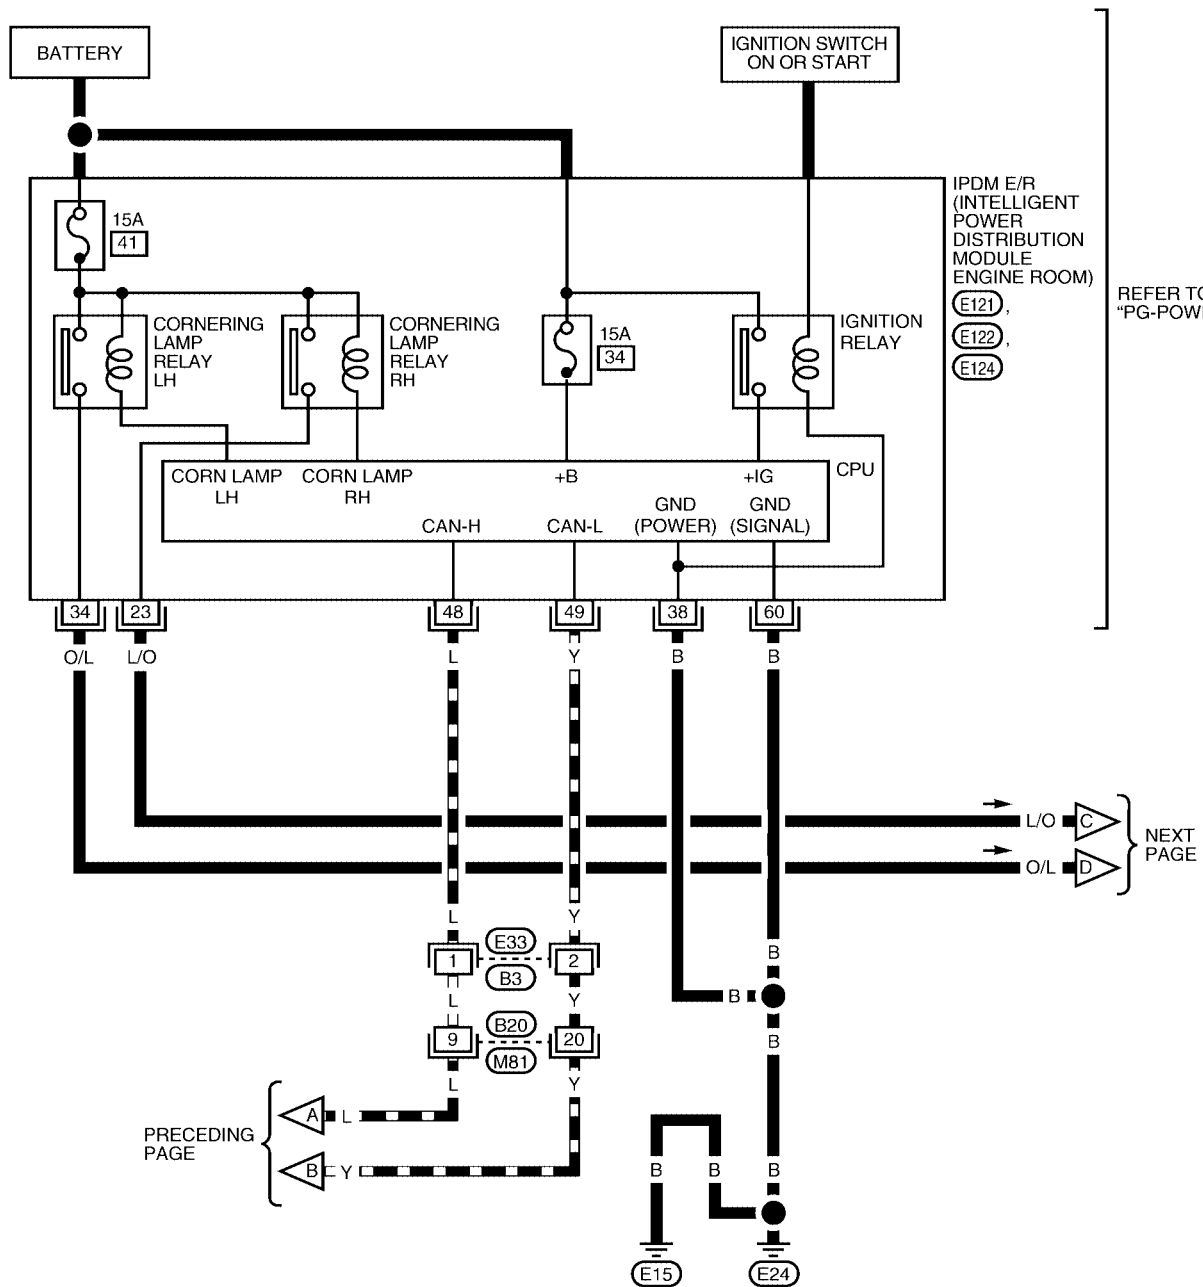 BATTERY
IGNITION SWITCH
ON OR START
IPDM E/R
(INTELLIGENT
POWER
DISTRIBUTION
MODULE
ENGINE ROOM)
E121 ,
E122 ,
E124
REFER TO
"PG-POW
15A
41
CORNERING
LAMP
RELAY
LH
CORNERING
LAMP
RELAY
RH
15A
34
IGNITION
RELAY
CORN LAMP
LH
CORN LAMP
RH
+B
+IG
CPU
CAN-H
CAN-L
GND
(POWER)
GND
(SIGNAL)
34
23
48
49
38
60
O/L
L/O
L
Y
B
B
L/O
C
O/L
D
NEXT
PAGE
L
Y
E33
1
2
B3
B
L
Y
B
B20
9
20
M81
B
L
Y
A
L
PRECEDING
PAGE
B
Y
B
B
B
E15
E24